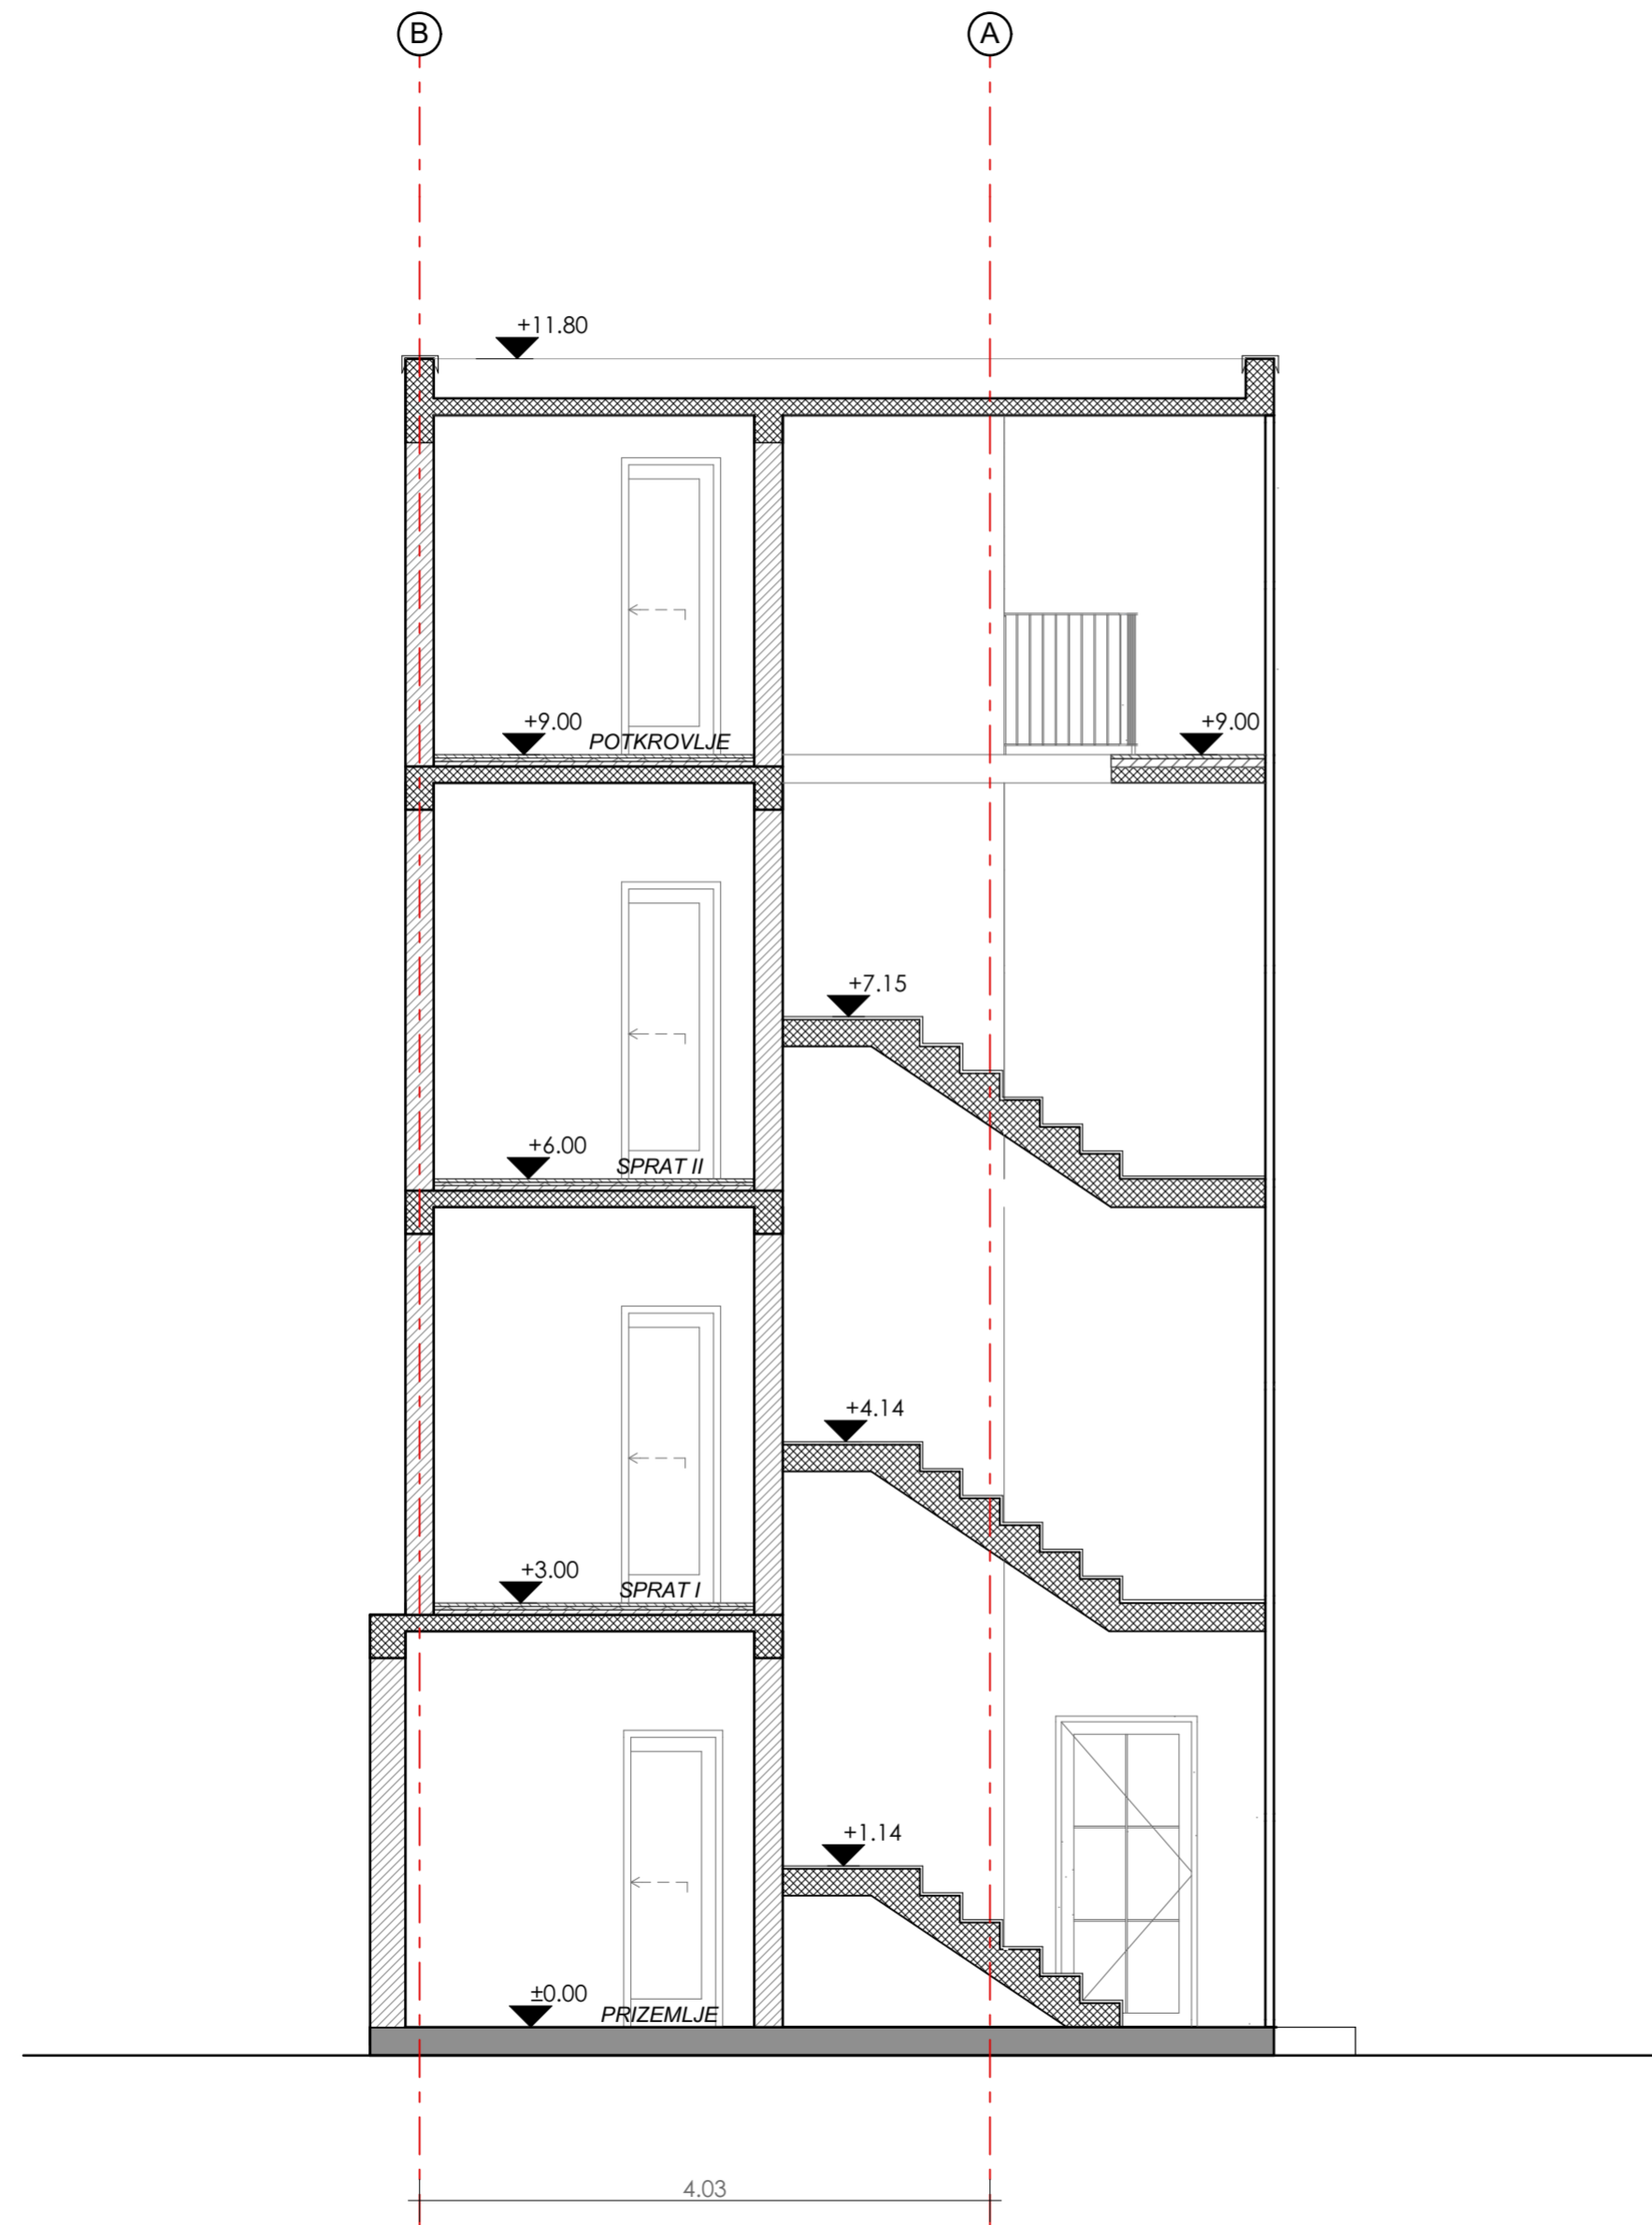 B
A
+11.80
+9.00
POTKROVLJE
+9.00
+7.15
+6.00
SPRAT II
+4.14
+3.00
SPRAT I
+1.14
±0.00
PRIZEMLJE
4.03